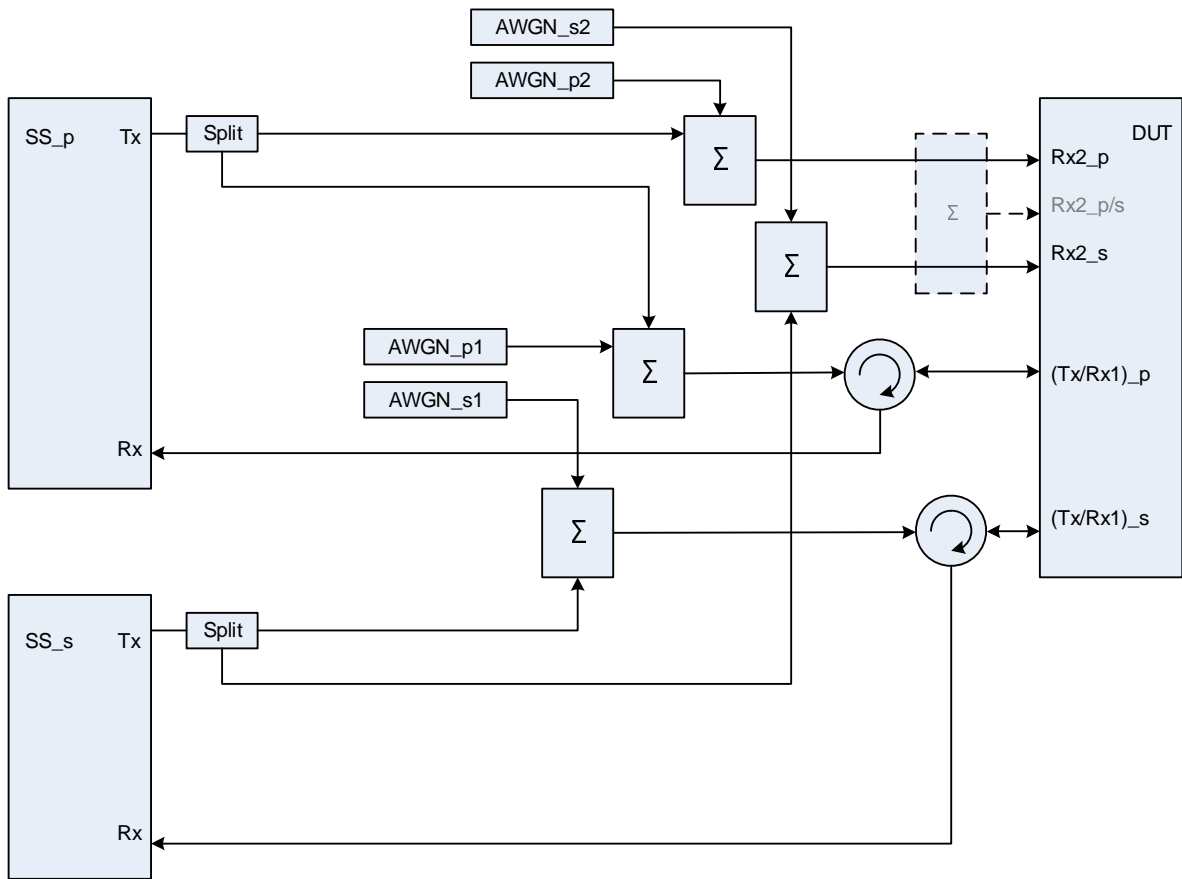 AWGN_s2
AWGN_p2
SS_p
Tx
Split
Σ
DUT
Rx2_p
Σ
Rx2_p/s
Σ
Rx2_s
AWGN_p1
Σ
(Tx/Rx1)_p
AWGN_s1
Rx
Σ
(Tx/Rx1)_s
SS_s
Tx
Split
Rx